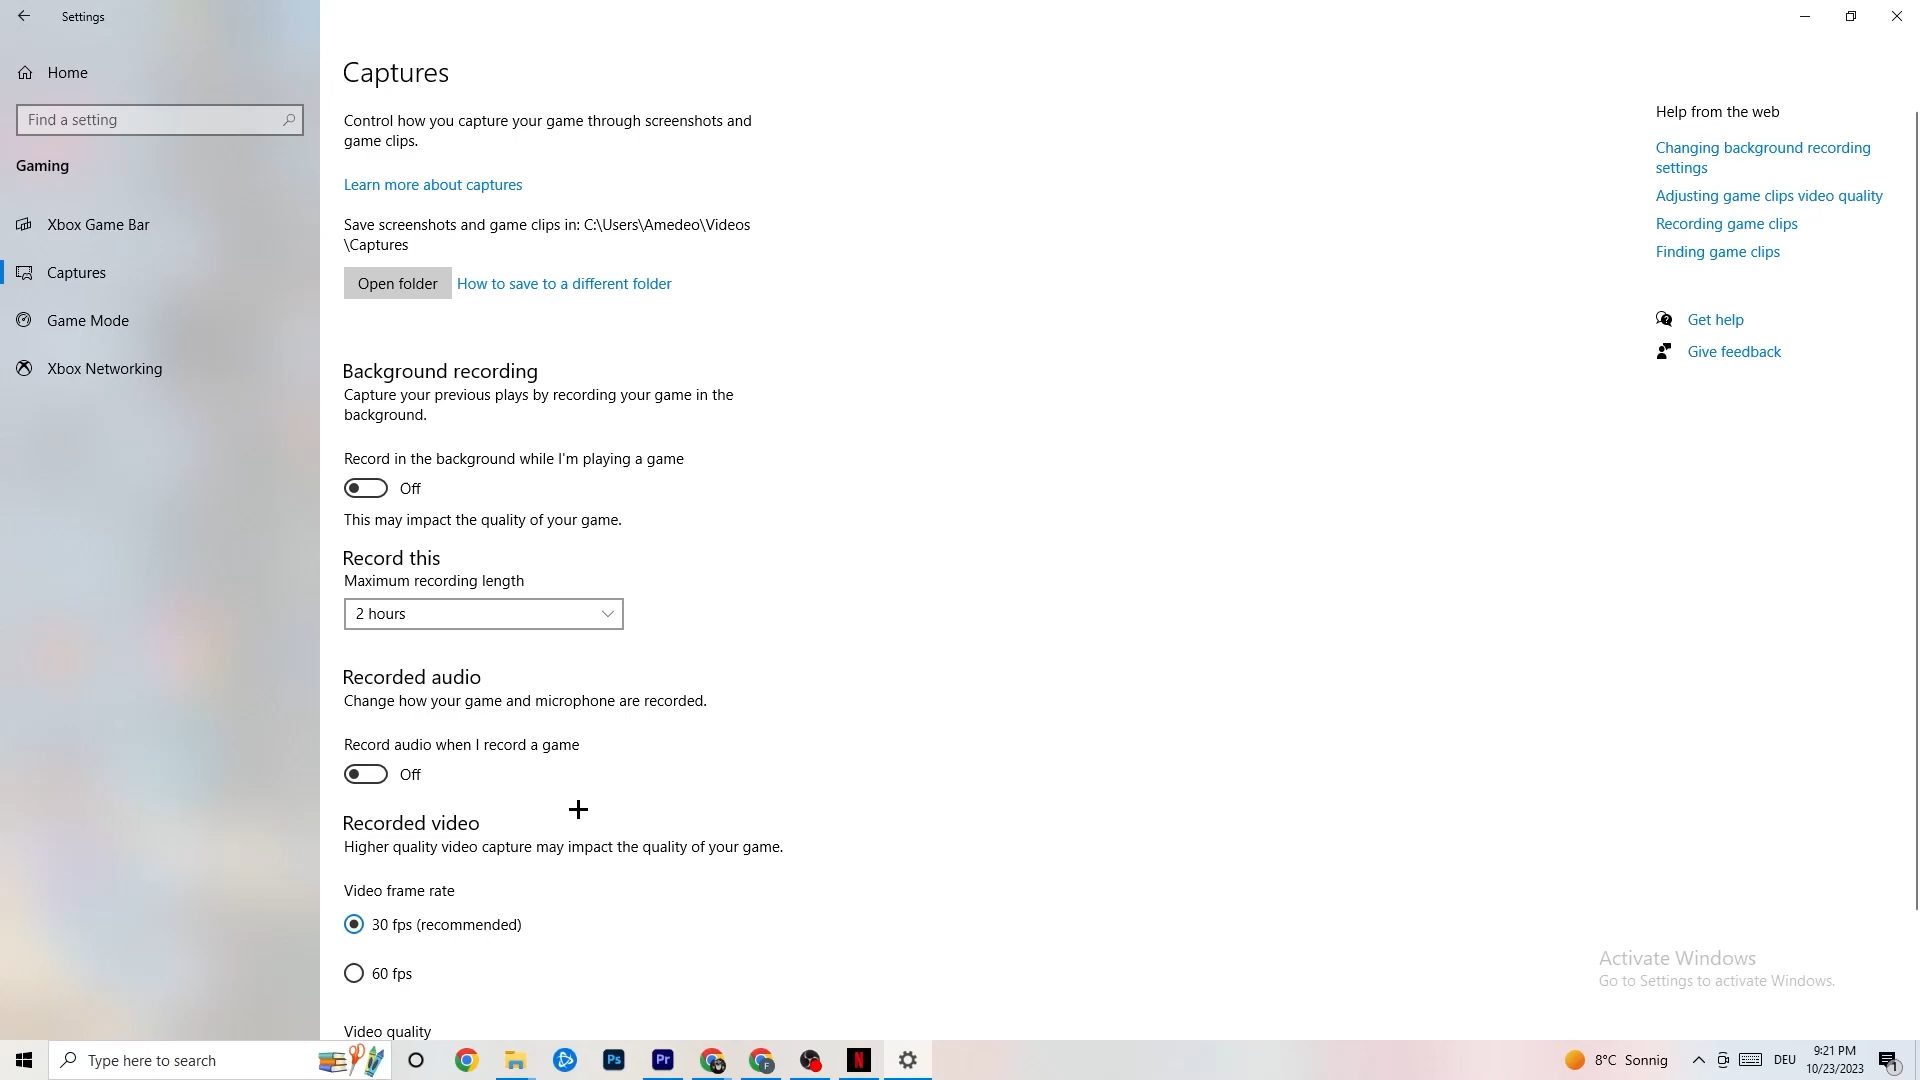 Settings
Home
Find a setting
Gaming
Xbox Game Bar
Captures
Game Mode
Xbox Networking
Captures
Control how you capture your game through screenshots and
game clips.
Learn more about captures
Save screenshots and game clips in: C:\Users\Amedeo\Videos
\Captures
Open folder How to save to a different folder
Background recording
Capture your previous plays by recording your game in the
background.
Record in the background while I'm playing a game
Off
This may impact the quality of your game.
Record this
Maximum recording length
2 hours
Recorded audio
Change how your game and microphone are recorded.
Record audio when I record a game
Off
Recorded video
Higher quality video capture may impact the quality of your game.
Video frame rate
30 fps (recommended)
60 fps
Video quality
Help from the web
Changing background recording
settings
Adjusting game clips video quality
Recording game clips
Finding game clips
Get help
Give feedback
Activate Windows
Go to Settings to activate Windows.
Type here to search
Ps
Pr
F
N
8°C Sonnig
DEU
9:21 PM
10/23/2023
1